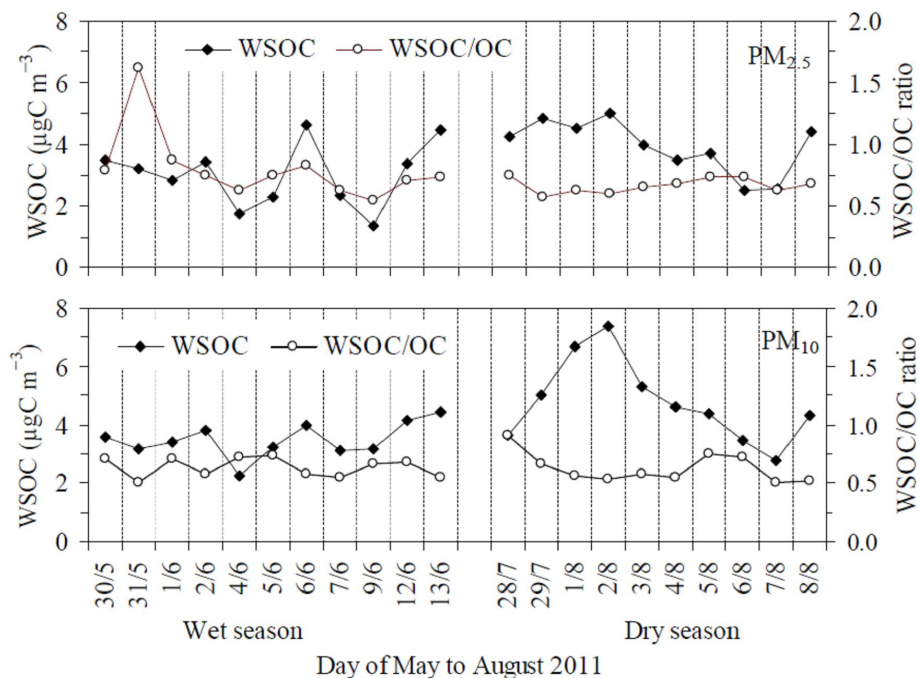 8 2.0
WSOC WSOC/OC PM2.5
6 1.5
4 1.0
2 0.5
0 0.0
WSOC (µgC m−3)
WSOC/OC ratio
8 2.0
WSOC WSOC/OC PM10
6 1.5
4 1.0
2 0.5
0 0.0
WSOC (µgC m−3)
WSOC/OC ratio
30/5 31/5 1/6 2/6 4/6 5/6 6/6 7/6 9/6 12/6 13/6 28/7 29/7 1/8 2/8 3/8 4/8 5/8 6/8 7/8 8/8
Wet season Dry season
Day of May to August 2011